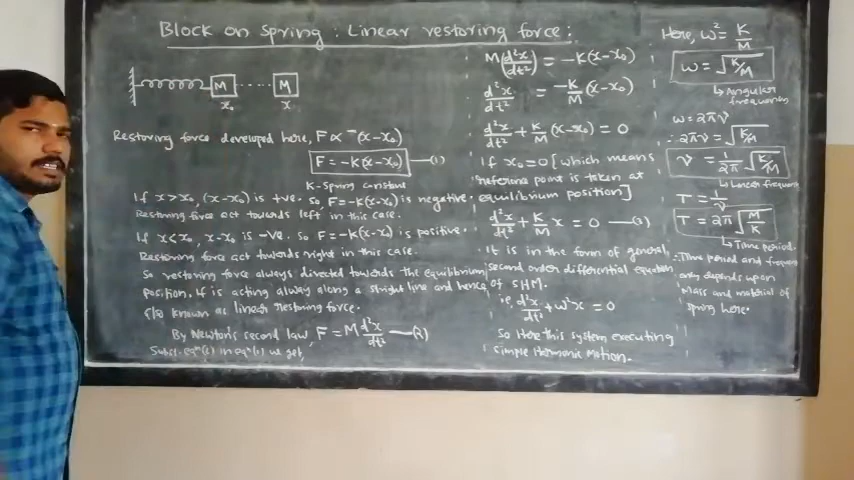 Block on Spring : Linear restoring force :
M M
x₀ x
Restoring force developed here, F ∝ -(x-x₀)
F = -K(x-x₀) —(1)
K-Spring constant
If x>x₀, (x-x₀) is +ve. So F=-K(x-x₀) is negative.
Restoring force act towards left in this case.
If x<x₀, x-x₀ is -ve. So F=-K(x-x₀) is positive.
Restoring force act towards right in this case.
So restoring force always directed towards the Equilibrium
position. It is acting alway along a stright line and hence
known as linear restoring force.
By Newton's second law, F = M d²x/dt² —(2)
Subst. eqⁿ in eqⁿ we get,
M(d²x/dt²) = -K(x-x₀)
d²x/dt² = -K/M (x-x₀)
d²x/dt² + K/M (x-x₀) = 0
If x₀=0 [which means
reference point is taken at
equilibrium position]
d²x/dt² + K/M x = 0 —(3)
It is in the form of general
second order differential equation
of SHM.
i.e, d²x/dt² + ω²x = 0
So Here this system executing
Simple Harmonic Motion.
Here, ω² = K/M
ω = √K/M
↳ Angular
frequency
ω = 2πν
∴ 2πν = √K/M
ν = 1/2π √K/M
↳ Linear frequency
T = 1/ν
T = 2π √M/K
↳ Time period.
∴ Time period and frequency
only depends upon
Mass and material of
spring here.